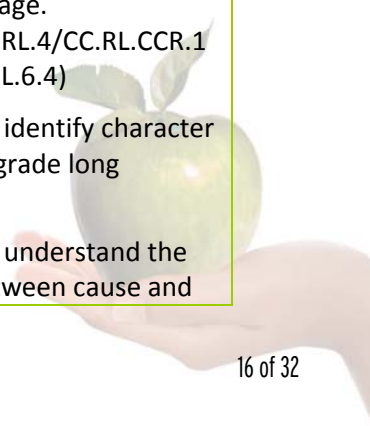 age.
RL.4/CC.RL.CCR.1
L.6.4)
identify character
grade long
understand the
ween cause and
16 of 32